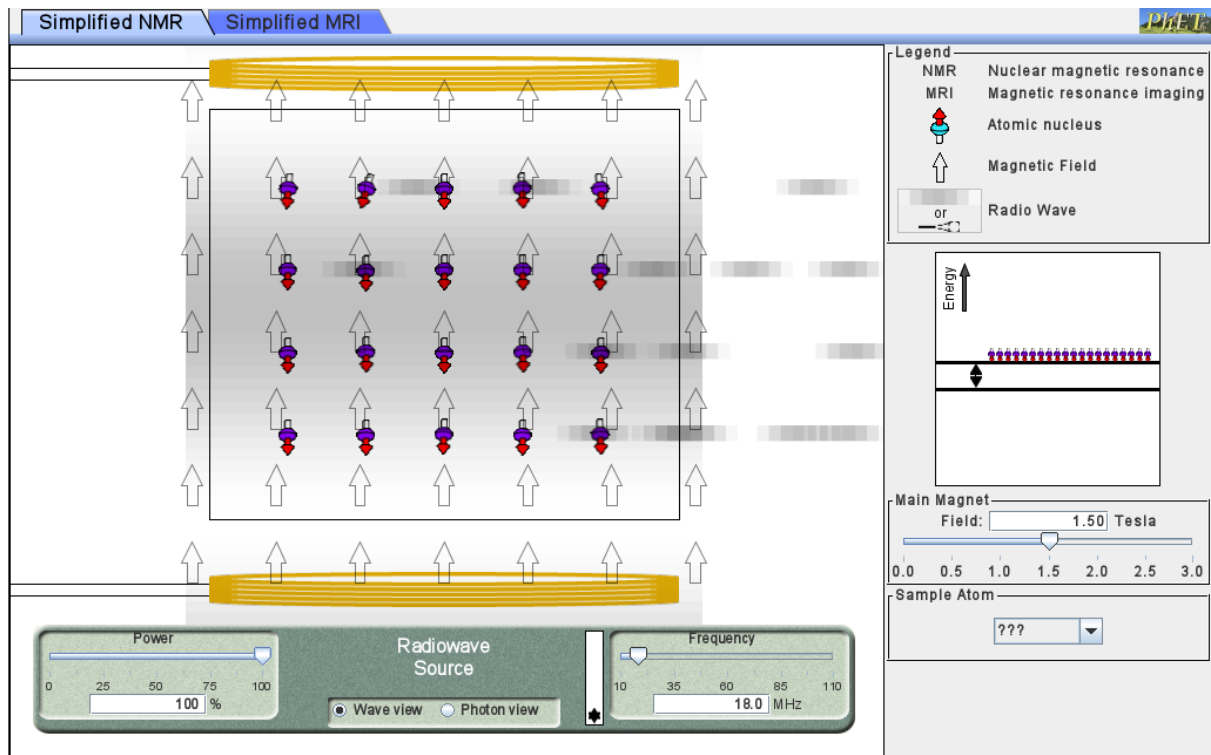 Simplified NMR Simplified MRI
PhET
Legend
NMR Nuclear magnetic resonance
MRI Magnetic resonance imaging
Atomic nucleus
Magnetic Field
or
Radio Wave
Energy
Main Magnet
Field: 1.50 Tesla
0.0 0.5 1.0 1.5 2.0 2.5 3.0
Sample Atom
???
Power
0 25 50 75 100
100 %
Radiowave
Source
Wave view Photon view
Frequency
10 35 60 85 110
18.0 MHz